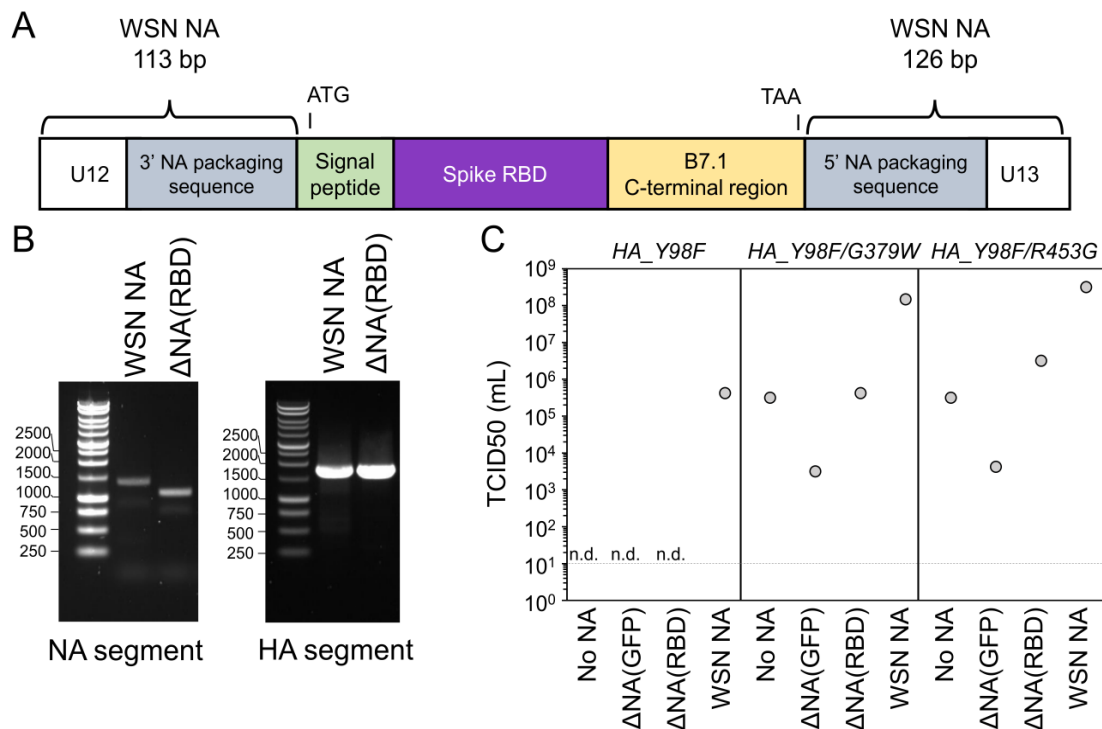 A
WSN NA
113 bp
WSN NA
126 bp
ATG
TAA
U12
3’ NA packaging
sequence
Signal
peptide
Spike RBD
B7.1
C-terminal region
5’ NA packaging
sequence
U13
B
WSN NA
ΔNA(RBD)
2500
2000
1500
1000
750
500
250
NA segment
WSN NA
ΔNA(RBD)
2500
2000
1500
1000
750
500
250
HA segment
C
HA_Y98F
HA_Y98F/G379W
HA_Y98F/R453G
TCID50 (mL)
10⁹
10⁸
10⁷
10⁶
10⁵
10⁴
10³
10²
10¹
10⁰
n.d. n.d. n.d.
No NA
ΔNA(GFP)
ΔNA(RBD)
WSN NA
No NA
ΔNA(GFP)
ΔNA(RBD)
WSN NA
No NA
ΔNA(GFP)
ΔNA(RBD)
WSN NA